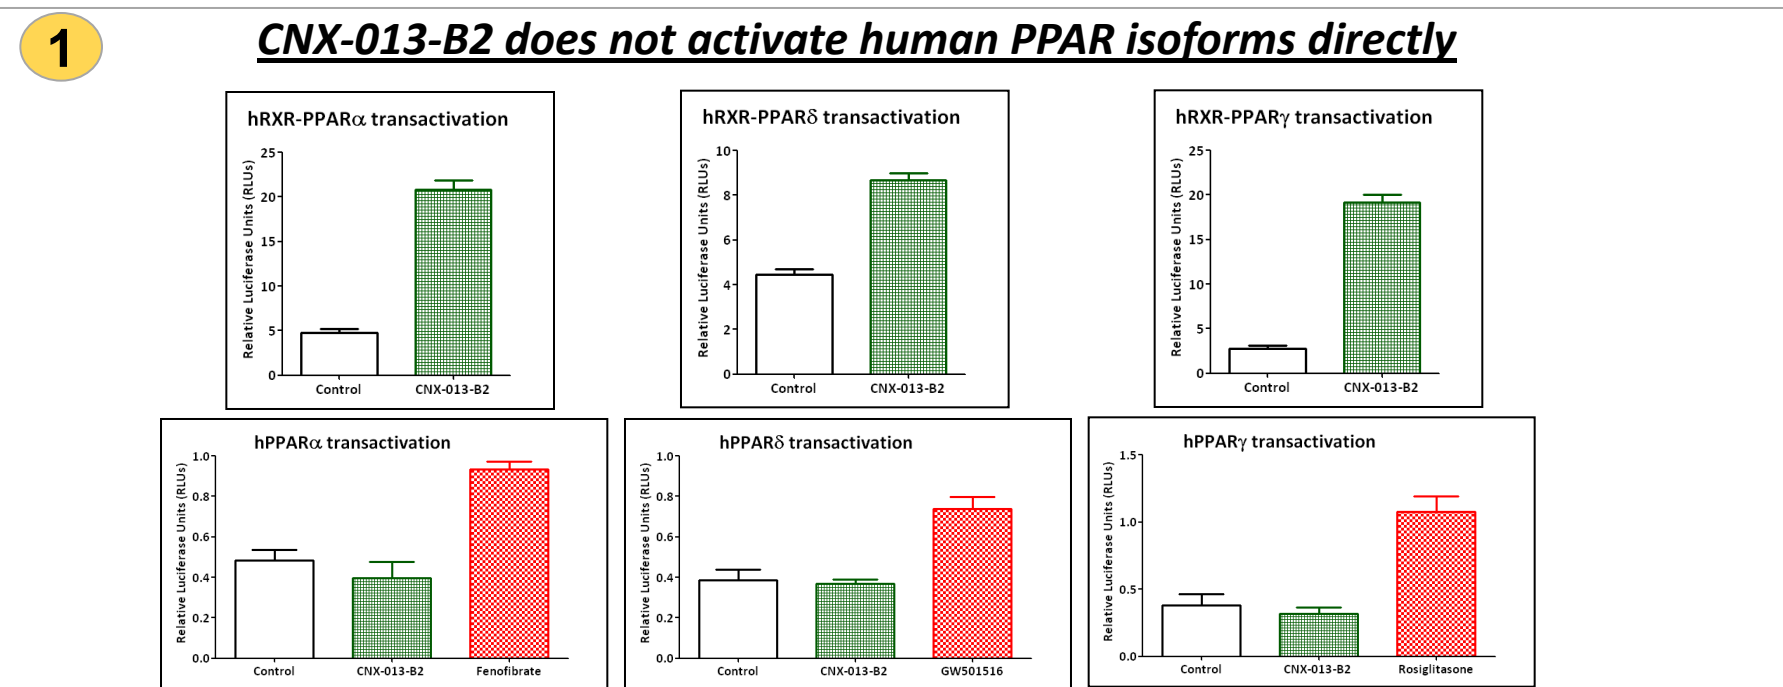 1
CNX-013-B2 does not activate human PPAR isoforms directly
hRXR-PPARα transactivation
Relative Luciferase Units (RLUs)
25
20
15
10
5
0
Control CNX-013-B2
hRXR-PPARδ transactivation
Relative Luciferase Units (RLUs)
10
8
6
4
2
0
Control CNX-013-B2
hRXR-PPARγ transactivation
Relative Luciferase Units (RLUs)
25
20
15
10
5
0
Control CNX-013-B2
hPPARα transactivation
Relative Luciferase Units (RLUs)
1.0
0.8
0.6
0.4
0.2
0.0
Control CNX-013-B2 Fenofibrate
hPPARδ transactivation
Relative Luciferase Units (RLUs)
1.0
0.8
0.6
0.4
0.2
0.0
Control CNX-013-B2 GW501516
hPPARγ transactivation
Relative Luciferase Units (RLUs)
1.5
1.0
0.5
0.0
Control CNX-013-B2 Rosiglitasone